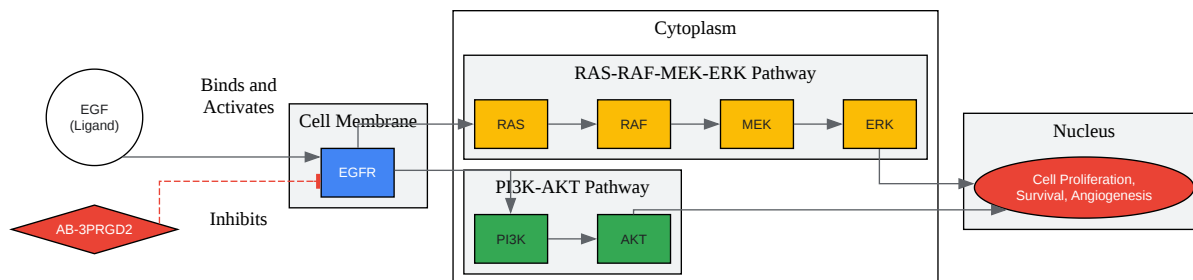 Cytoplasm
RAS-RAF-MEK-ERK Pathway
EGF
(Ligand)
Binds and
Activates
Cell Membrane
RAS
RAF
MEK
ERK
Nucleus
EGFR
Cell Proliferation,
Survival, Angiogenesis
PI3K-AKT Pathway
AB-3PRGD2
Inhibits
PI3K
AKT